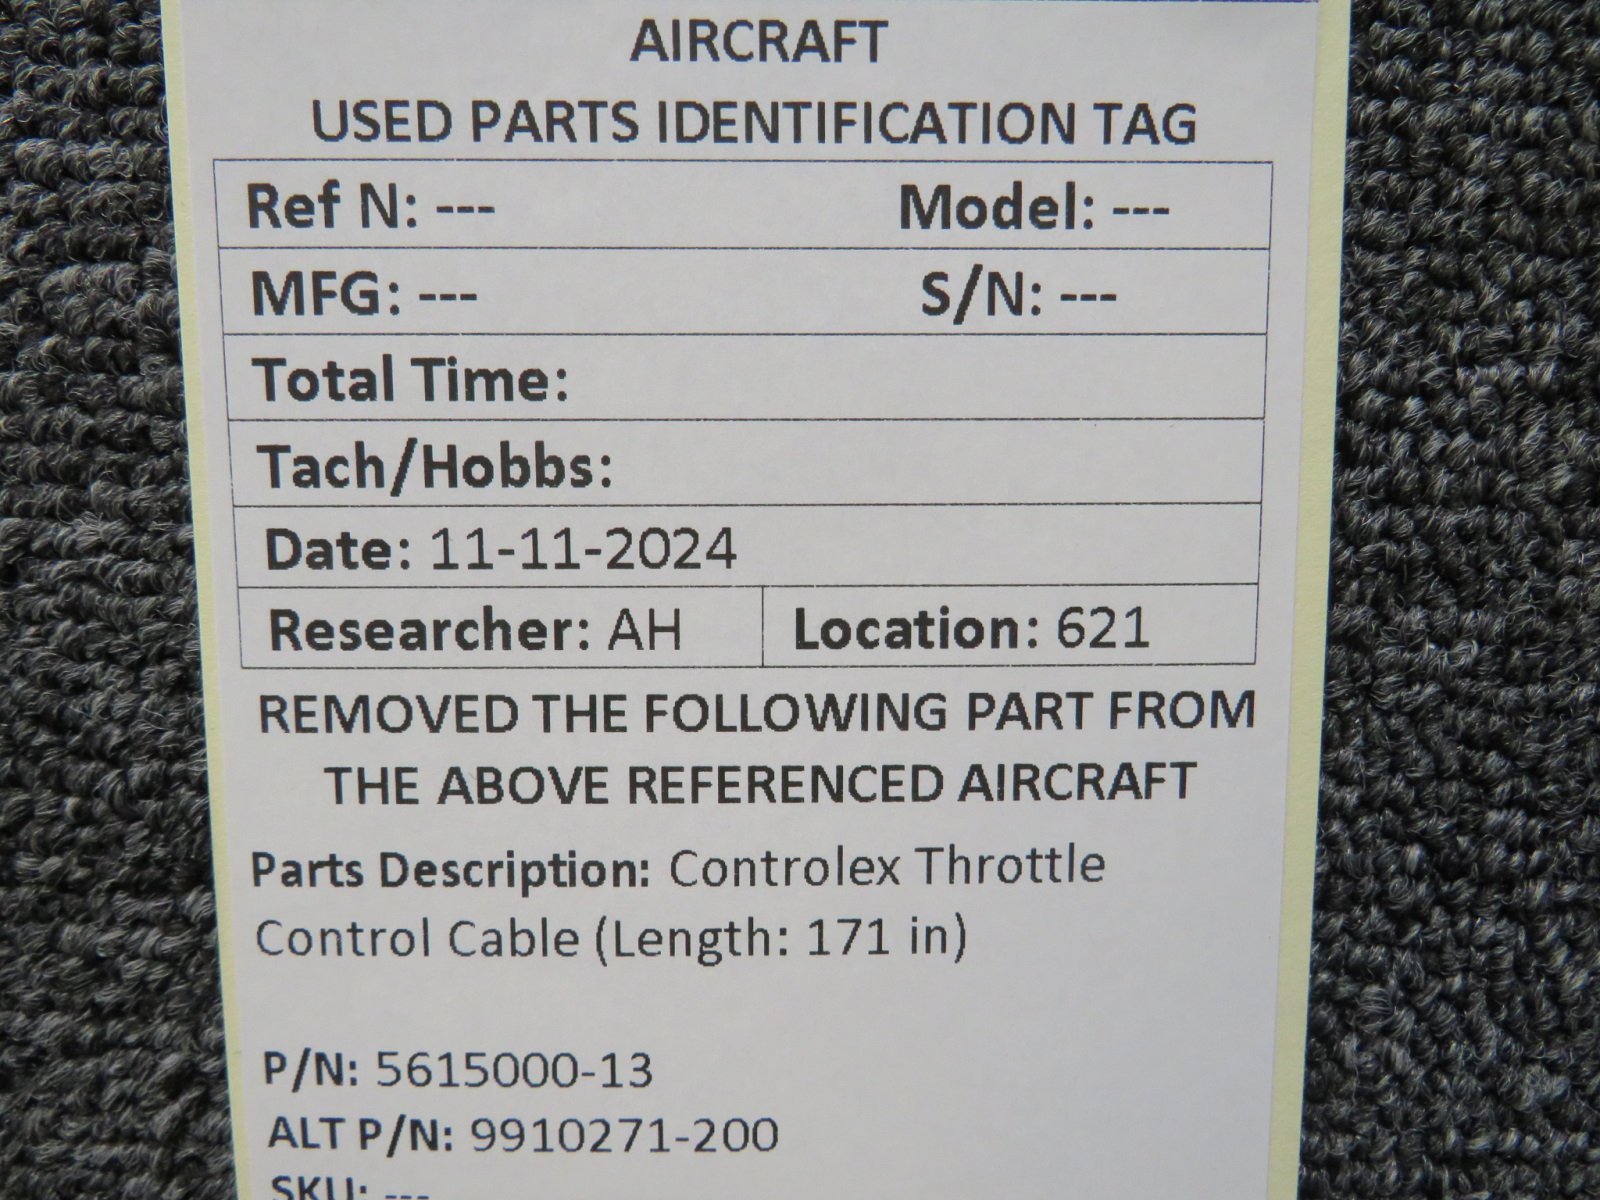 AIRCRAFT
USED PARTS IDENTIFICATION TAG
Ref N: --- Model: ---
MFG: --- S/N: ---
Total Time:
Tach/Hobbs:
Date: 11-11-2024
Researcher: AH Location: 621
REMOVED THE FOLLOWING PART FROM
THE ABOVE REFERENCED AIRCRAFT
Parts Description: Controlex Throttle
Control Cable (Length: 171 in)
P/N: 5615000-13
ALT P/N: 9910271-200
SKU: ---